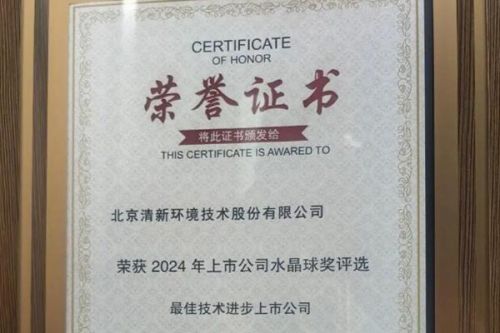 CERTIFICATE
OF HONOR
荣誉证书
将此证书颁发给
THIS CERTIFICATE IS AWARED TO
北京清新环境技术股份有限公司
荣获 2024 年上市公司水晶球奖评选
最佳技术进步上市公司